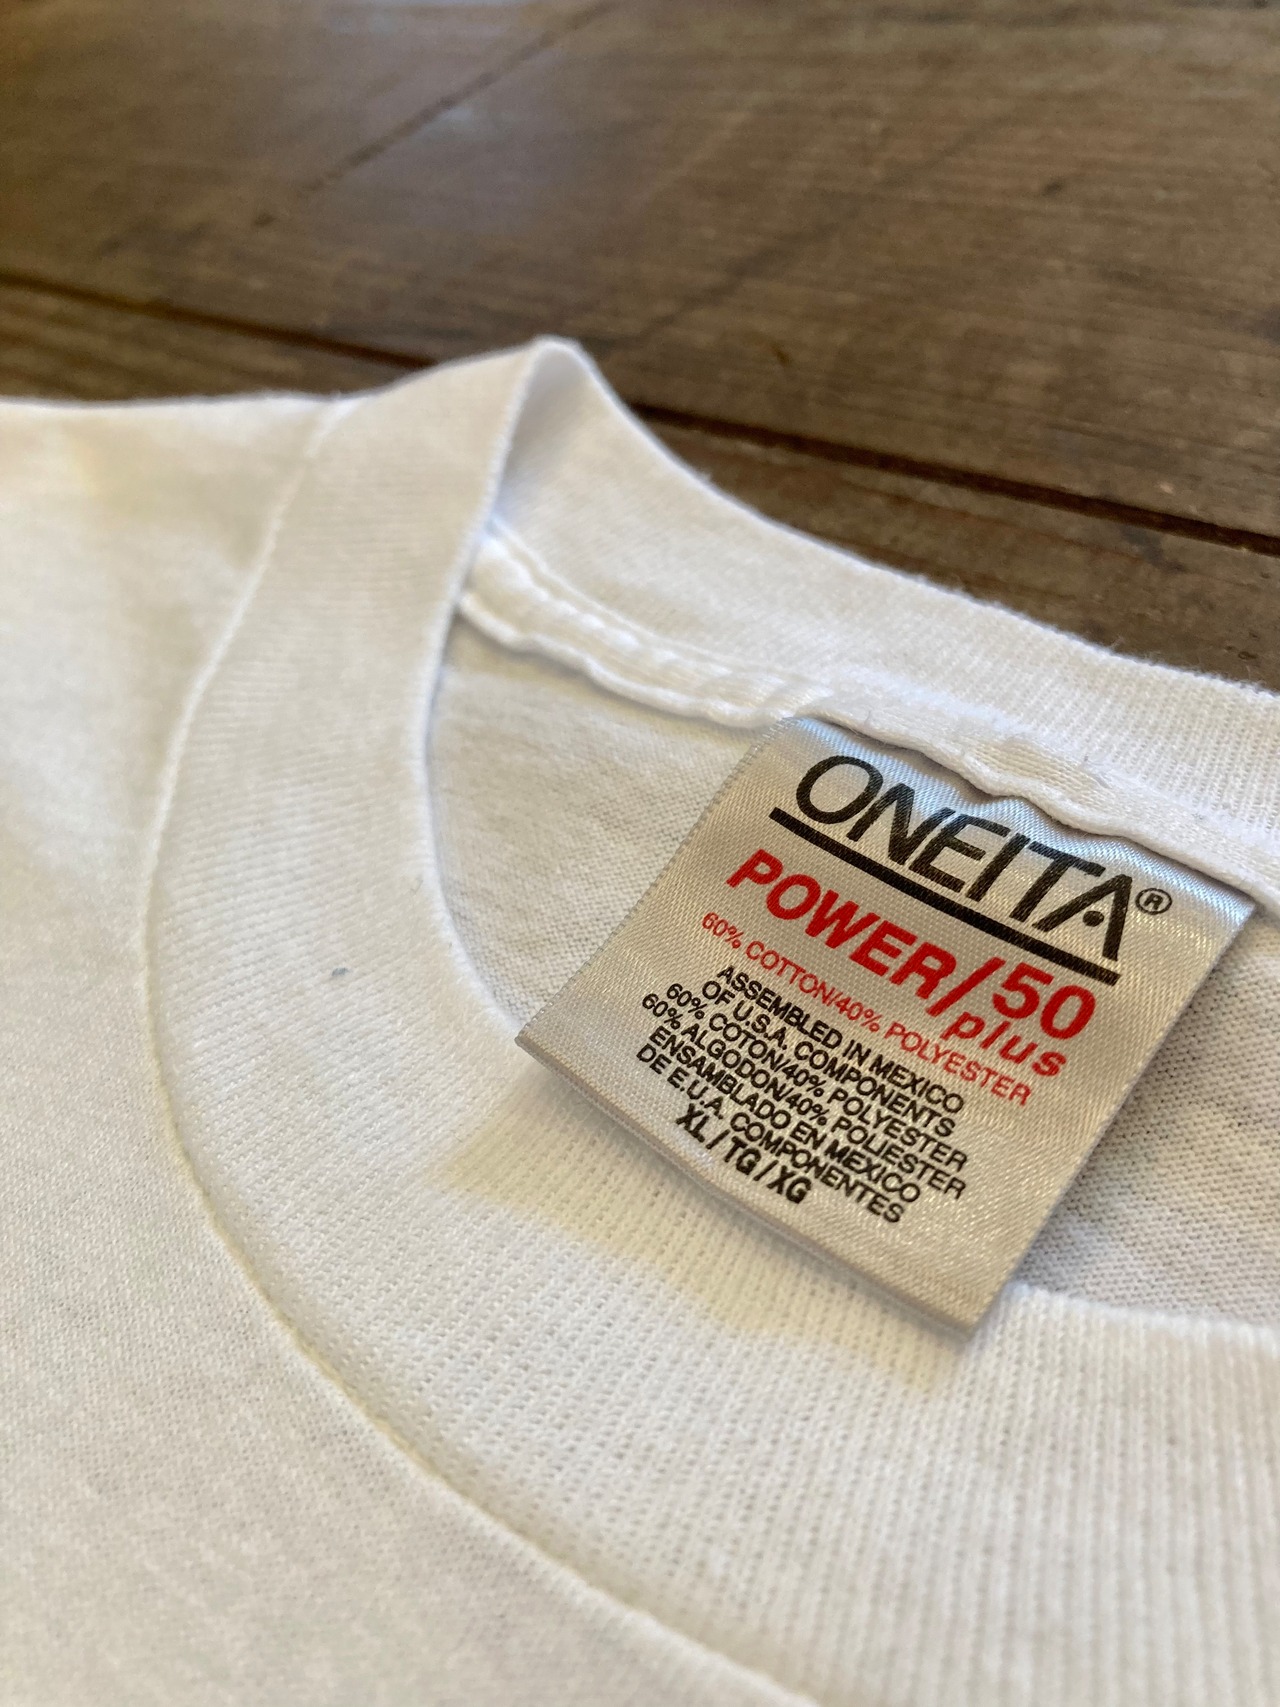 ONEITA®
POWER/50
plus
60% COTTON/40% POLYESTER
ASSEMBLED IN MEXICO
OF U.S.A. COMPONENTS
60% COTON/40% POLYESTER
60% ALGODON/40% POLIESTER
ENSAMBLADO EN MEXICO
DE E.U.A. COMPONENTES
XL/TG/XG